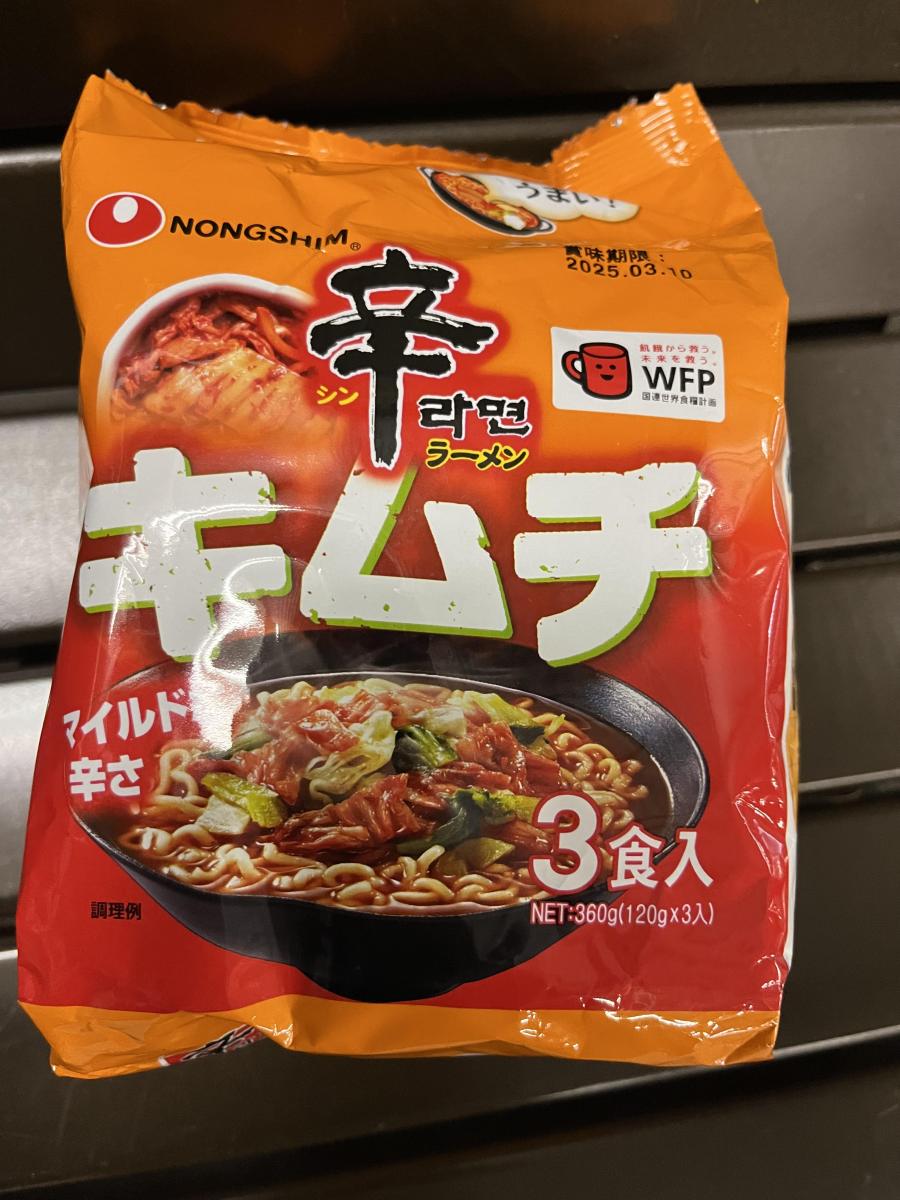 うまい!
NONGSHIM®
賞味期限:
2025.03.10
辛
シン
라면
ラーメン
飢餓から救う。
未来を救う。
WFP
国連世界食糧計画
キムチ
マイルド
辛さ
3食入
NET:360g(120g×3入)
調理例